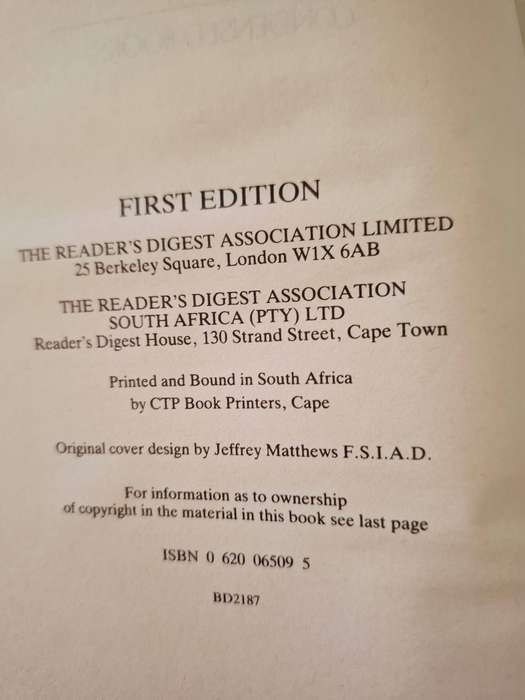 FIRST EDITION
THE READER'S DIGEST ASSOCIATION LIMITED
25 Berkeley Square, London W1X 6AB
THE READER'S DIGEST ASSOCIATION
SOUTH AFRICA (PTY) LTD
Reader's Digest House, 130 Strand Street, Cape Town
Printed and Bound in South Africa
by CTP Book Printers, Cape
Original cover design by Jeffrey Matthews F.S.I.A.D.
For information as to ownership
of copyright in the material in this book see last page
ISBN 0 620 06509 5
BD2187